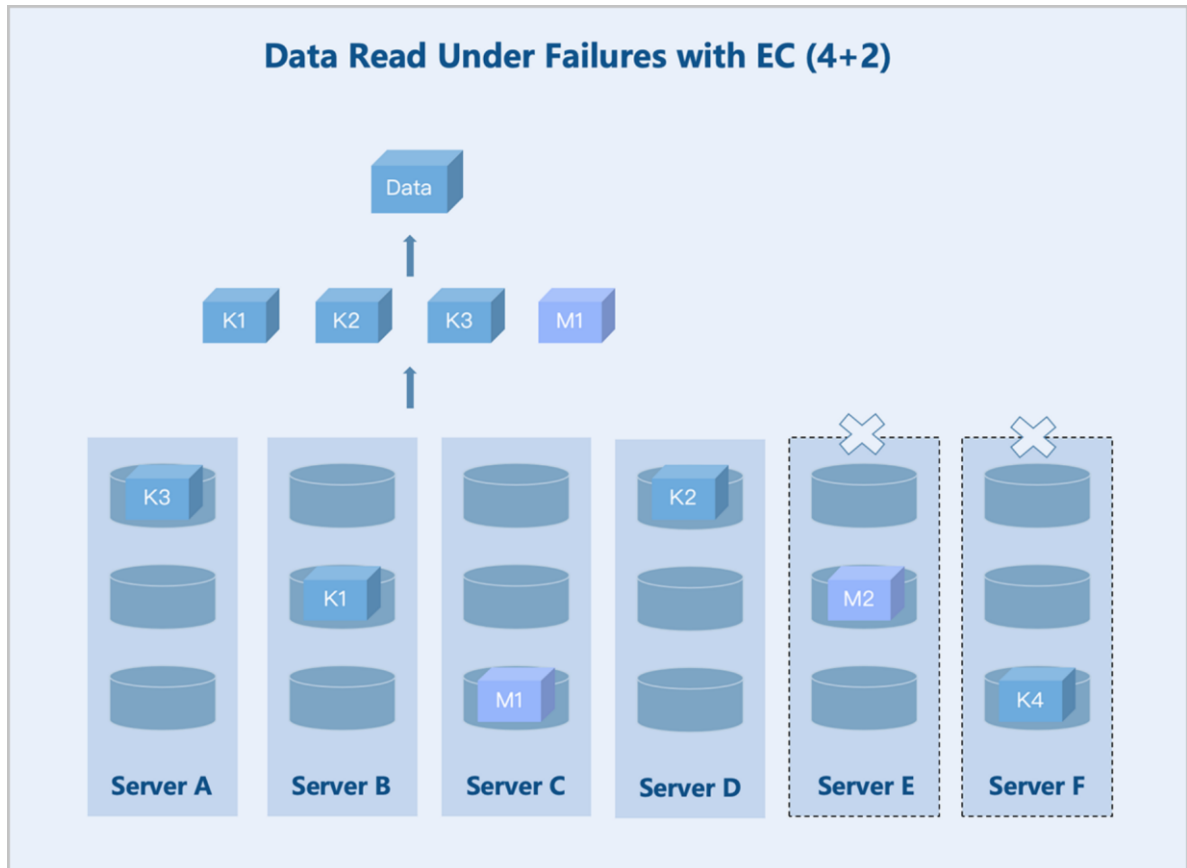 Data Read Under Failures with EC (4+2)
Data
K1 K2 K3 M1
K3 K2
K1 M2
M1 K4
Server A Server B Server C Server D Server E Server F